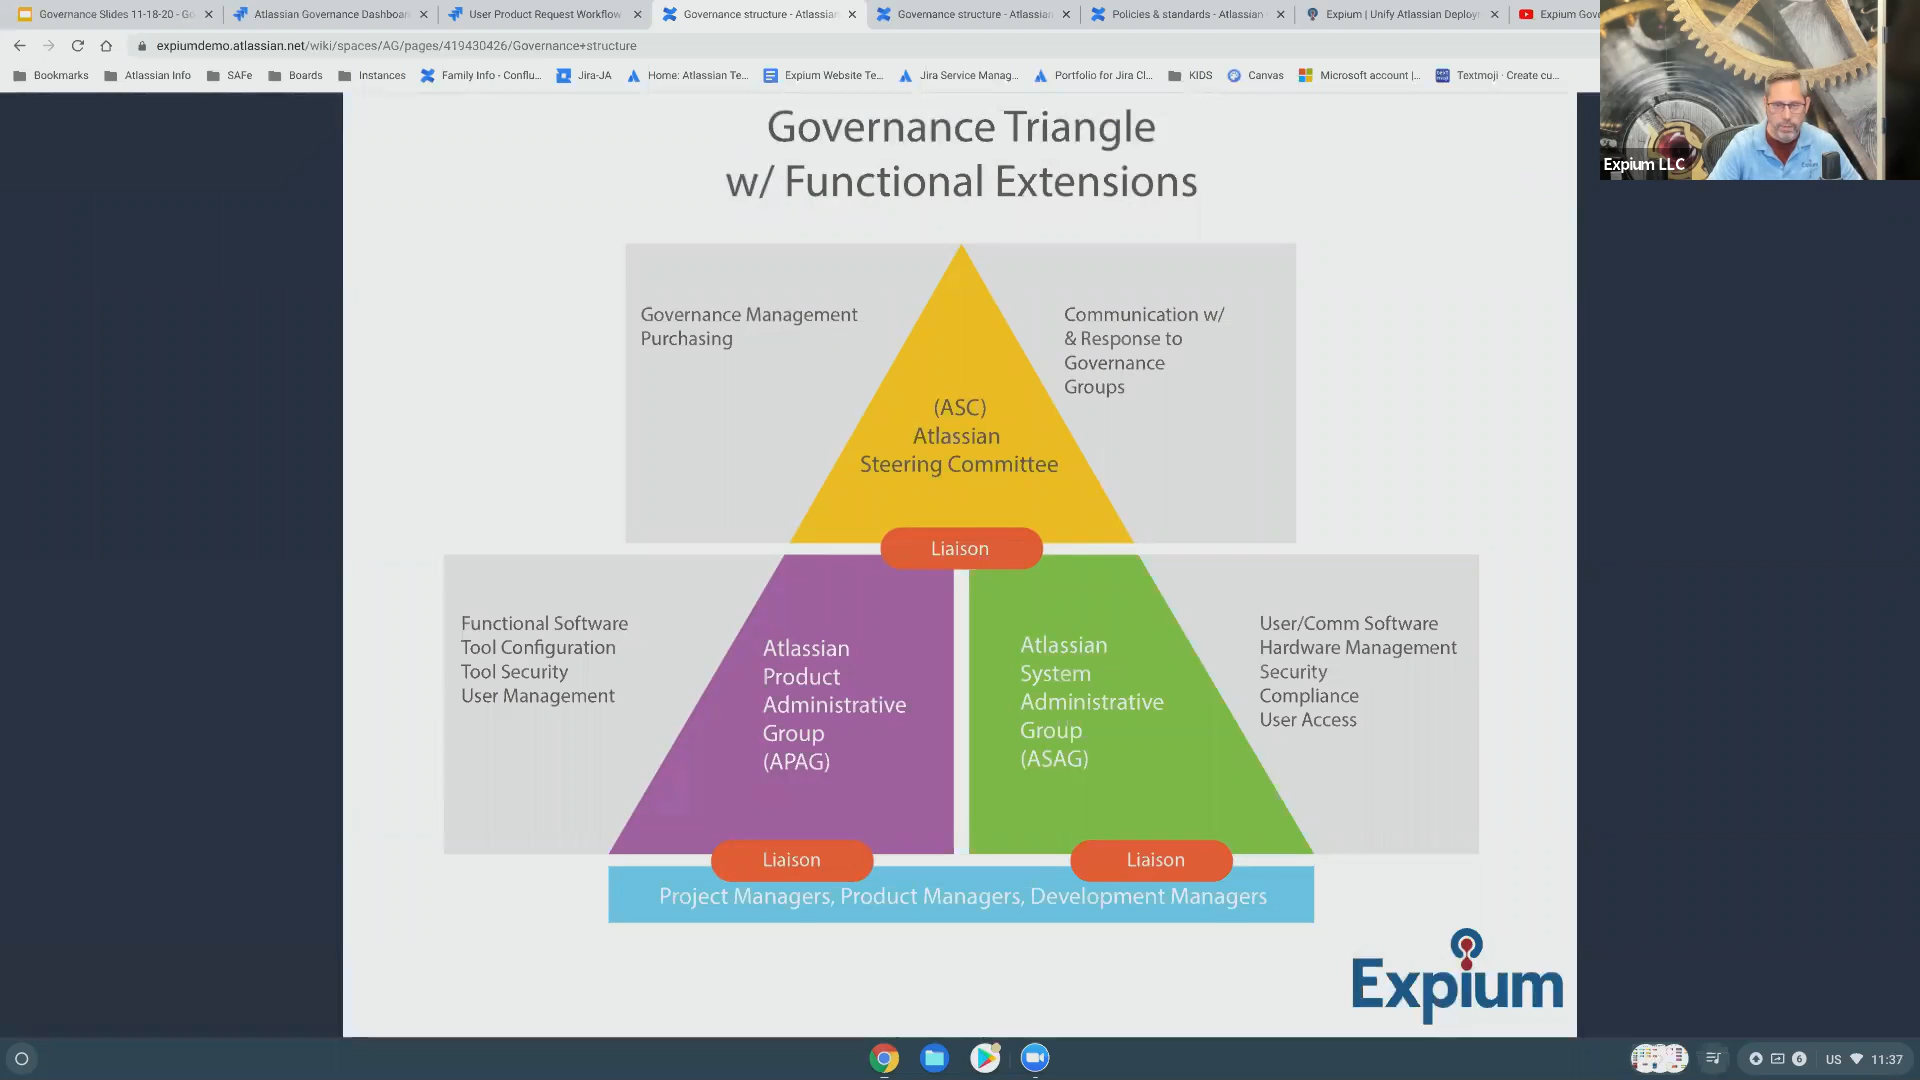 Governance Slides 11-18-20 - Go
Atlassian Governance Dashboar
User Product Request Workflow
Governance structure - Atlassian
Governance structure - Atlassian
Policies & standards - Atlassian
Expium | Unify Atlassian Deploy
Expium Gov
expiumdemo.atlassian.net/wiki/spaces/AG/pages/419430426/Governance+structure
Bookmarks
Atlassian Info
SAFe
Boards
Instances
Family Info - Conflu...
Jira-JA
Home: Atlassian Te...
Expium Website Te...
Jira Service Manag...
Portfolio for Jira Cl...
KIDS
Canvas
Microsoft account |...
Textmoji · Create cu...
Expium LLC
Governance Triangle
w/ Functional Extensions
Governance Management
Purchasing
Communication w/
& Response to
Governance
Groups
(ASC)
Atlassian
Steering Committee
Liaison
Functional Software
Tool Configuration
Tool Security
User Management
Atlassian
Product
Administrative
Group
(APAG)
Atlassian
System
Administrative
Group
(ASAG)
User/Comm Software
Hardware Management
Security
Compliance
User Access
Liaison
Liaison
Project Managers, Product Managers, Development Managers
Expium
6
US
11:37